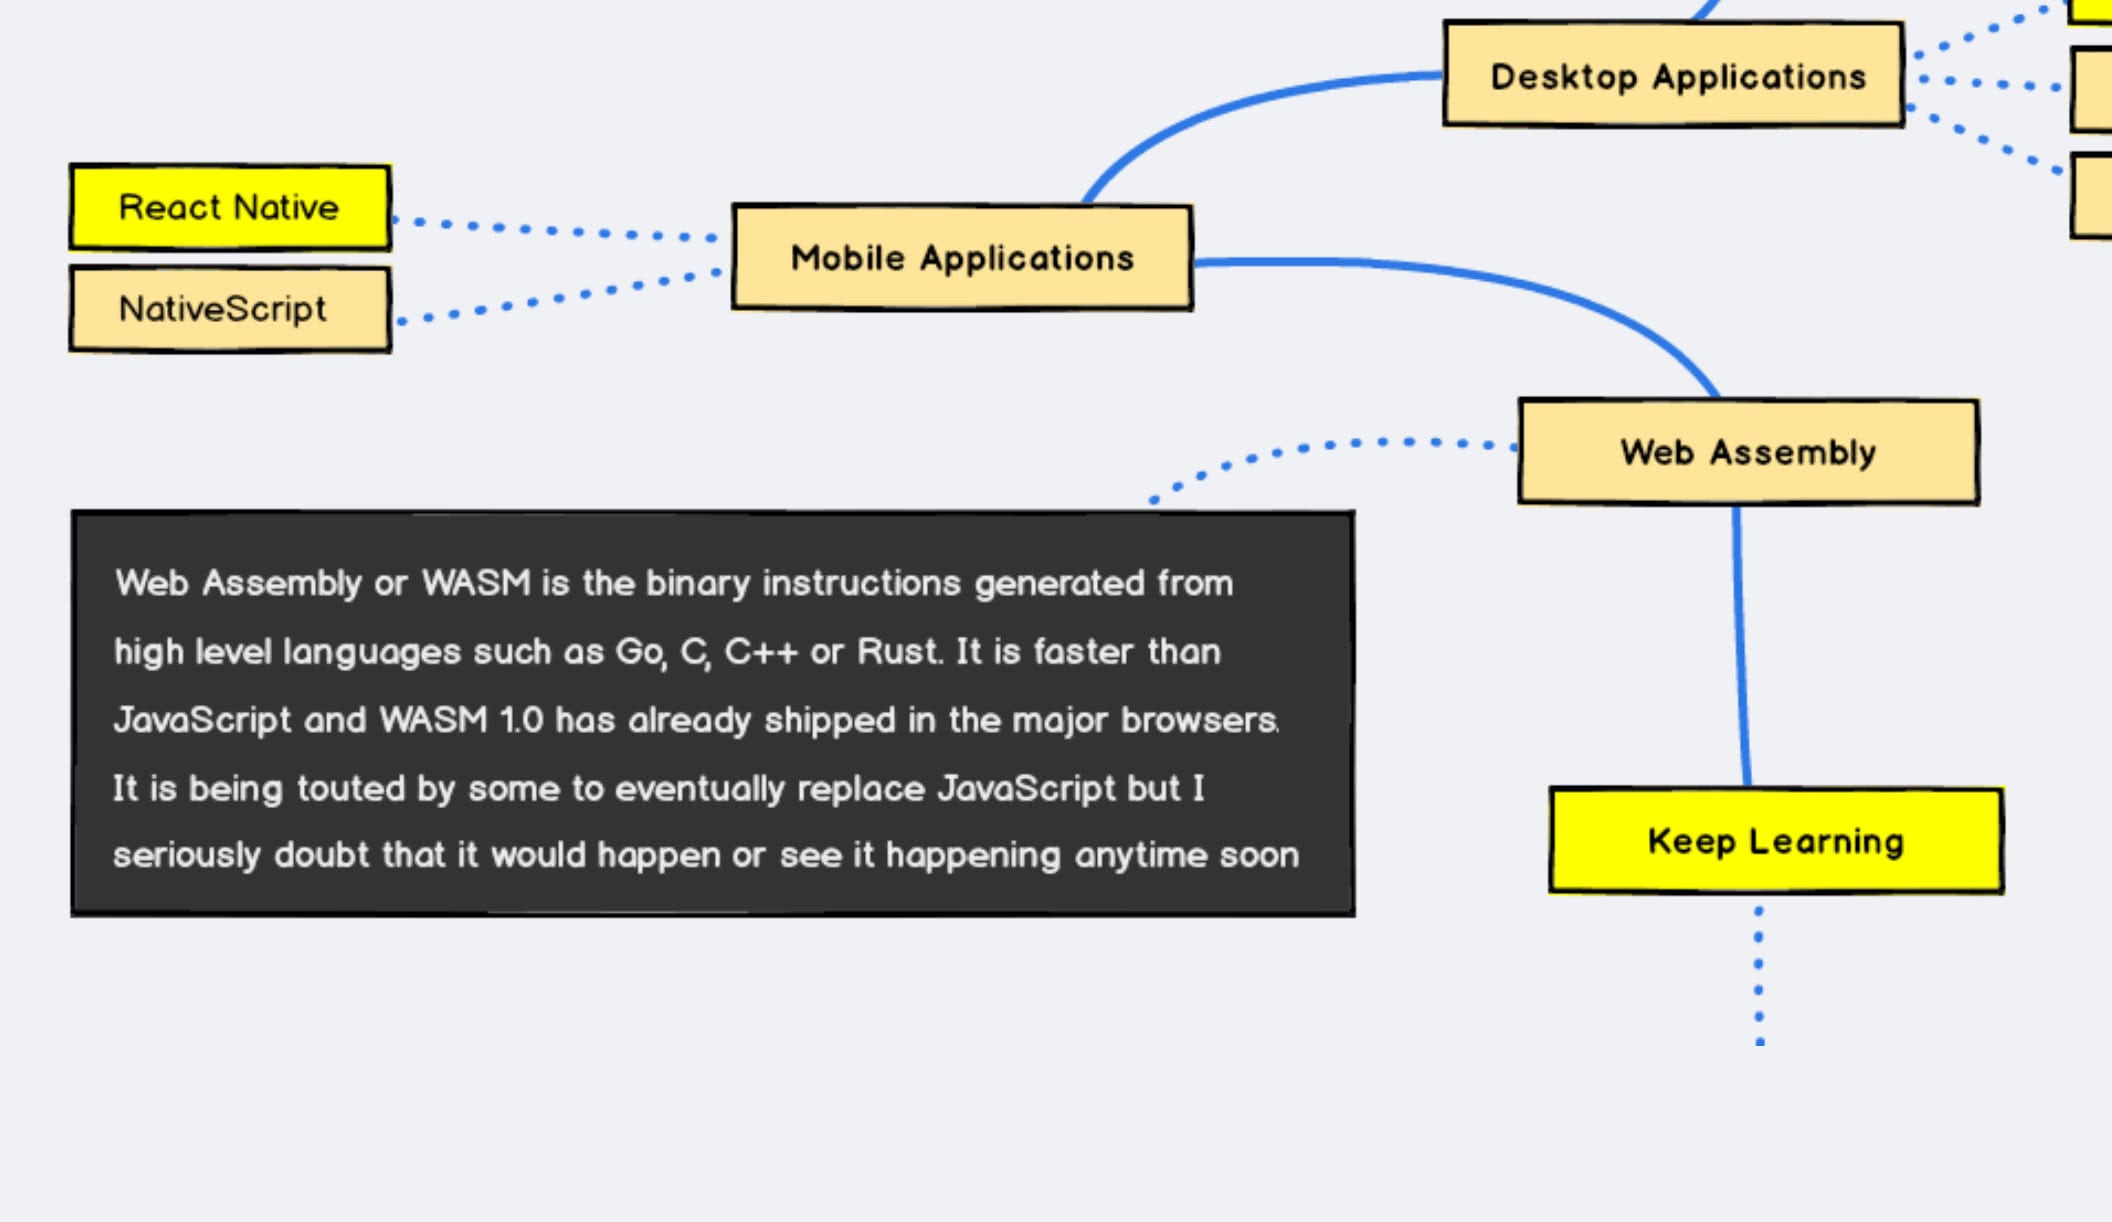 Desktop Applications
React Native
Mobile Applications
NativeScript
Web Assembly
Web Assembly or WASM is the binary instructions generated from
high level languages such as Go, C, C++ or Rust. It is faster than
JavaScript and WASM 1.0 has already shipped in the major browsers.
It is being touted by some to eventually replace JavaScript but I
seriously doubt that it would happen or see it happening anytime soon
Keep Learning